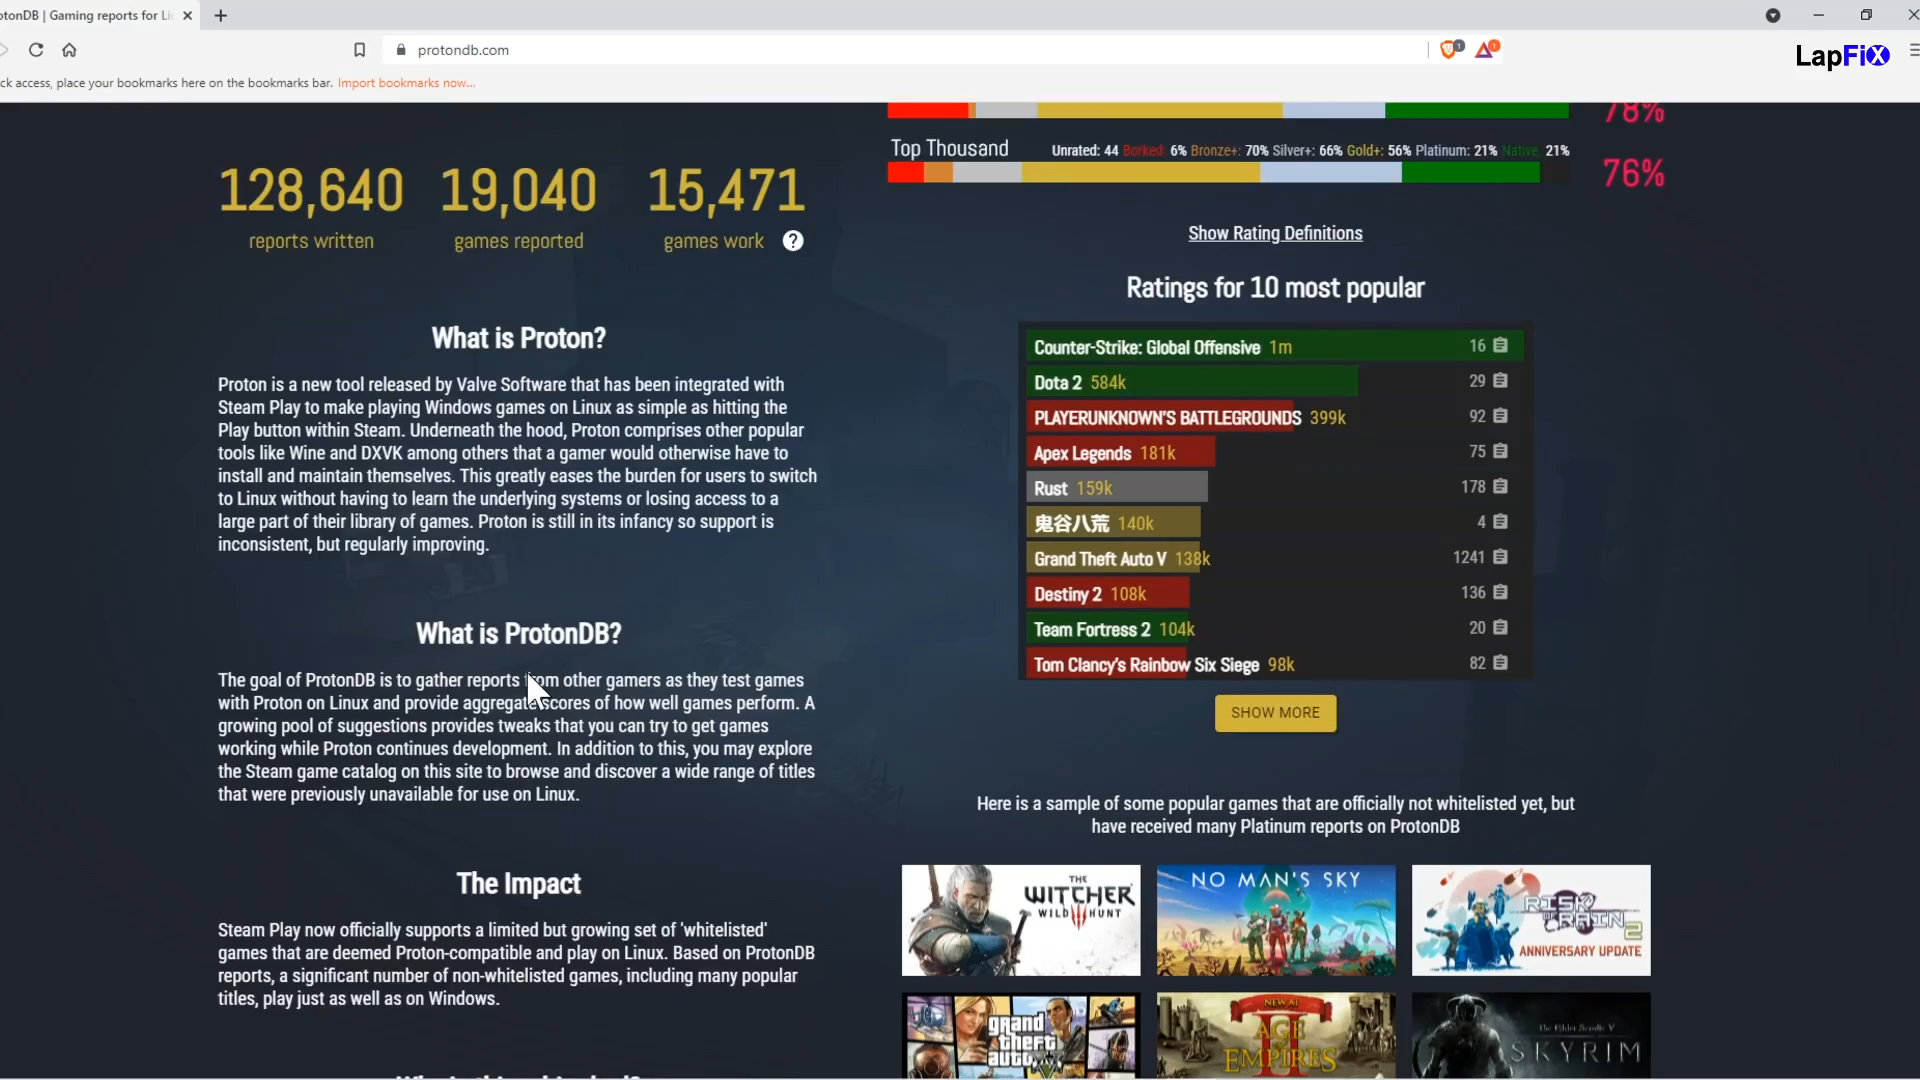 otonDB | Gaming reports for Li
protondb.com
LapFiX
ck access, place your bookmarks here on the bookmarks bar. Import bookmarks now...
128,640
reports written
19,040
games reported
15,471
games work ?
What is Proton?
Proton is a new tool released by Valve Software that has been integrated with
Steam Play to make playing Windows games on Linux as simple as hitting the
Play button within Steam. Underneath the hood, Proton comprises other popular
tools like Wine and DXVK among others that a gamer would otherwise have to
install and maintain themselves. This greatly eases the burden for users to switch
to Linux without having to learn the underlying systems or losing access to a
large part of their library of games. Proton is still in its infancy so support is
inconsistent, but regularly improving.
What is ProtonDB?
The goal of ProtonDB is to gather reports from other gamers as they test games
with Proton on Linux and provide aggregate scores of how well games perform. A
growing pool of suggestions provides tweaks that you can try to get games
working while Proton continues development. In addition to this, you may explore
the Steam game catalog on this site to browse and discover a wide range of titles
that were previously unavailable for use on Linux.
The Impact
Steam Play now officially supports a limited but growing set of 'whitelisted'
games that are deemed Proton-compatible and play on Linux. Based on ProtonDB
reports, a significant number of non-whitelisted games, including many popular
titles, play just as well as on Windows.
78%
Top Thousand Unrated: 44 Borked: 6% Bronze+: 70% Silver+: 66% Gold+: 56% Platinum: 21% Native: 21%
76%
Show Rating Definitions
Ratings for 10 most popular
Counter-Strike: Global Offensive 1m 16
Dota 2 584k 29
PLAYERUNKNOWN'S BATTLEGROUNDS 399k 92
Apex Legends 181k 75
Rust 159k 178
鬼谷八荒 140k 4
Grand Theft Auto V 138k 1241
Destiny 2 108k 136
Team Fortress 2 104k 20
Tom Clancy's Rainbow Six Siege 98k 82
SHOW MORE
Here is a sample of some popular games that are officially not whitelisted yet, but
have received many Platinum reports on ProtonDB
THE
WITCHER
WILD HUNT
NO MAN'S SKY
RISK
OF RAIN 2
ANNIVERSARY UPDATE
grand
theft
auto V
NEW AI
AGE
OF
EMPIRES
II
The Elder Scrolls V
SKYRIM